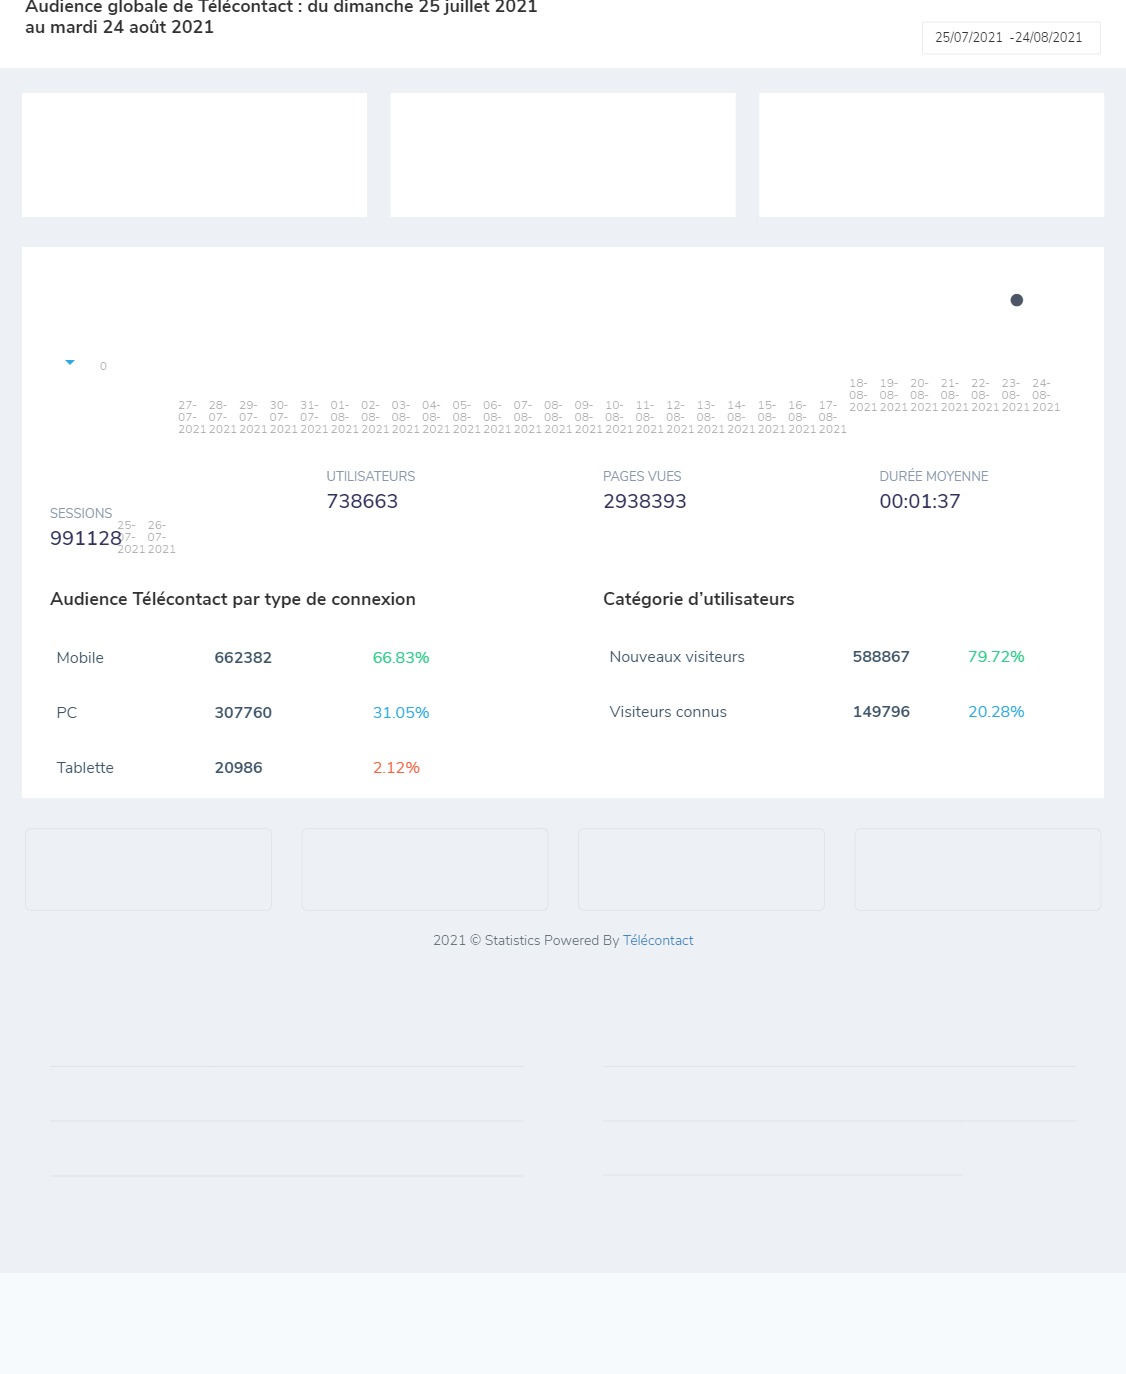 Audience globale de Télécontact : du dimanche 25 juillet 2021
au mardi 24 août 2021
25/07/2021 -24/08/2021
0
18- 19- 20- 21- 22- 23- 24-
08- 08- 08- 08- 08- 08- 08-
2021 2021 2021 2021 2021 2021 2021
27- 28- 29- 30- 31- 01- 02- 03- 04- 05- 06- 07- 08- 09- 10- 11- 12- 13- 14- 15- 16- 17-
07- 07- 07- 07- 07- 08- 08- 08- 08- 08- 08- 08- 08- 08- 08- 08- 08- 08- 08- 08- 08- 08-
2021 2021 2021 2021 2021 2021 2021 2021 2021 2021 2021 2021 2021 2021 2021 2021 2021 2021 2021 2021 2021 2021
UTILISATEURS PAGES VUES DURÉE MOYENNE
738663 2938393 00:01:37
SESSIONS
991128
25- 26-
07- 07-
2021 2021
Audience Télécontact par type de connexion
Mobile 662382 66.83%
PC 307760 31.05%
Tablette 20986 2.12%
Catégorie d'utilisateurs
Nouveaux visiteurs 588867 79.72%
Visiteurs connus 149796 20.28%
2021 © Statistics Powered By Télécontact